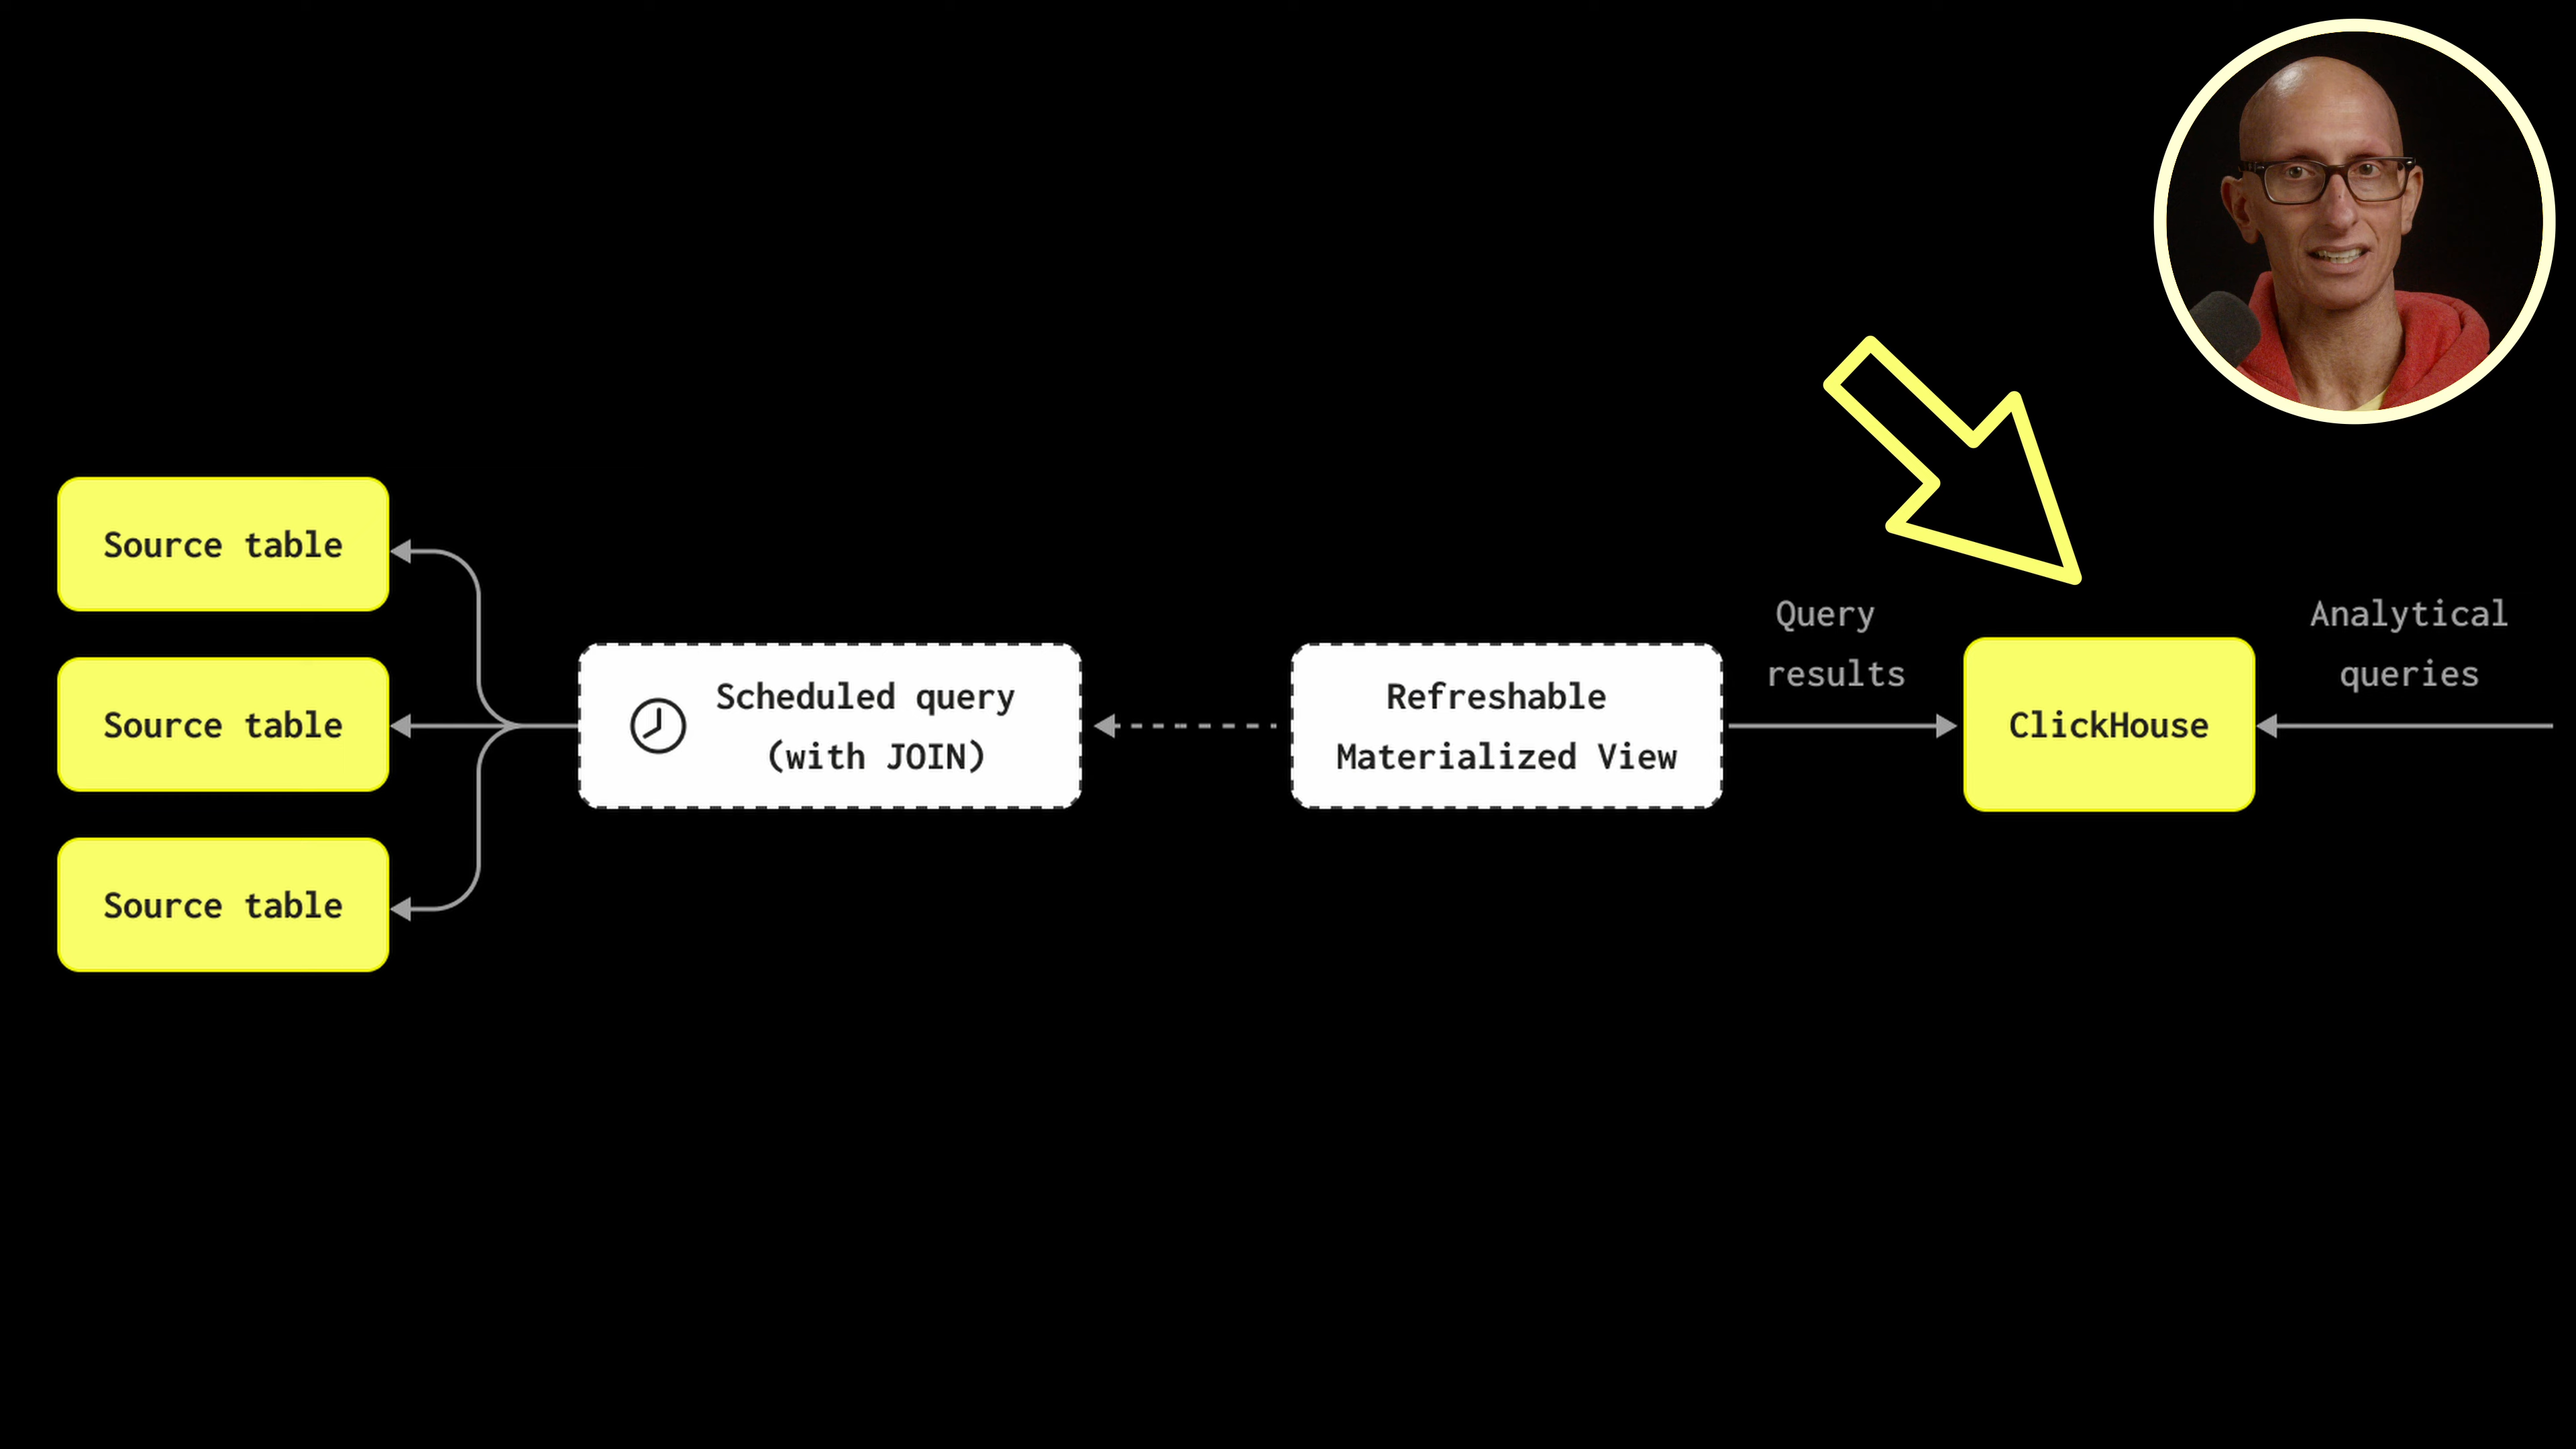 Source table
Source table
Source table
Scheduled query
(with JOIN)
Refreshable
Materialized View
Query
results
ClickHouse
Analytical
queries